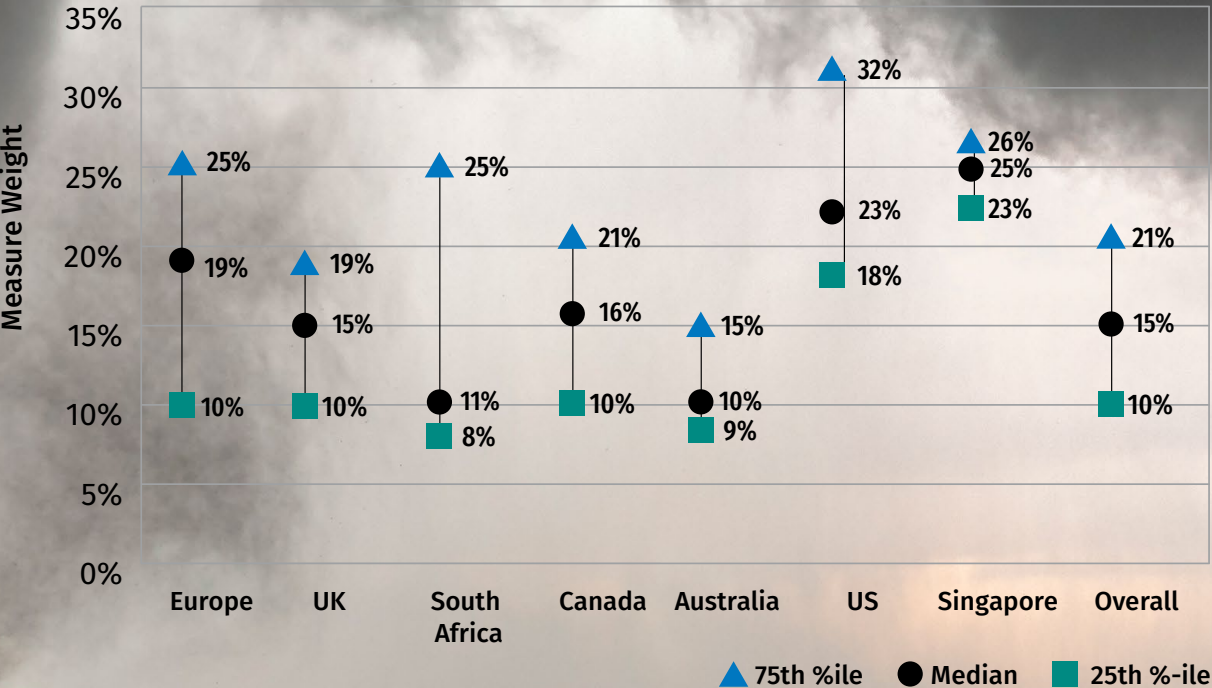 Measure Weight
35%
30%
25%
20%
15%
10%
5%
0%
25%
19%
10%
19%
15%
10%
25%
11%
8%
21%
16%
10%
15%
10%
9%
32%
23%
18%
26%
25%
23%
21%
15%
10%
Europe
UK
South
Africa
Canada
Australia
US
Singapore
Overall
75th %ile
Median
25th %-ile